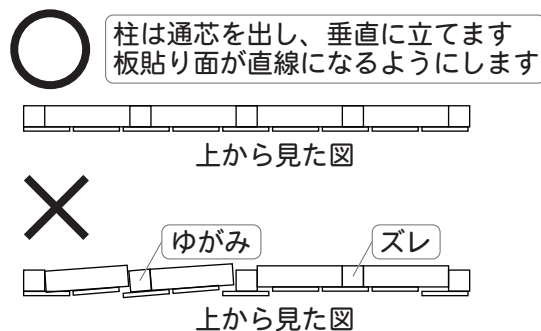 柱は通芯を出し、垂直に立てます
板貼り面が直線になるようにします
上から見た図
ゆがみ
ズレ
上から見た図